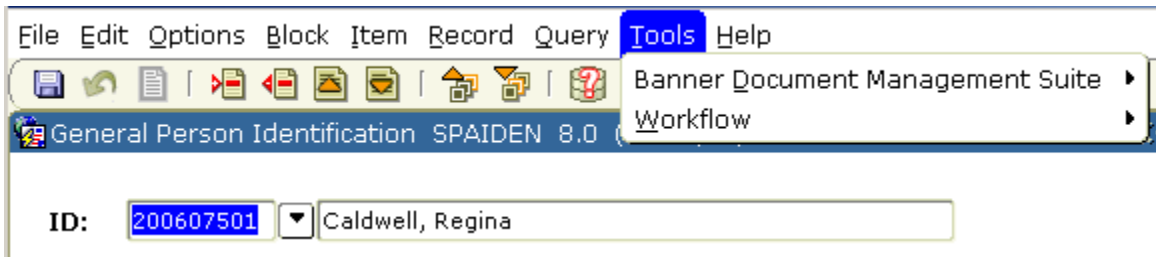 File Edit Options Block Item Record Query Tools Help
Banner Document Management Suite
Workflow
General Person Identification SPAIDEN 8.0 (
ID: 200607501 Caldwell, Regina